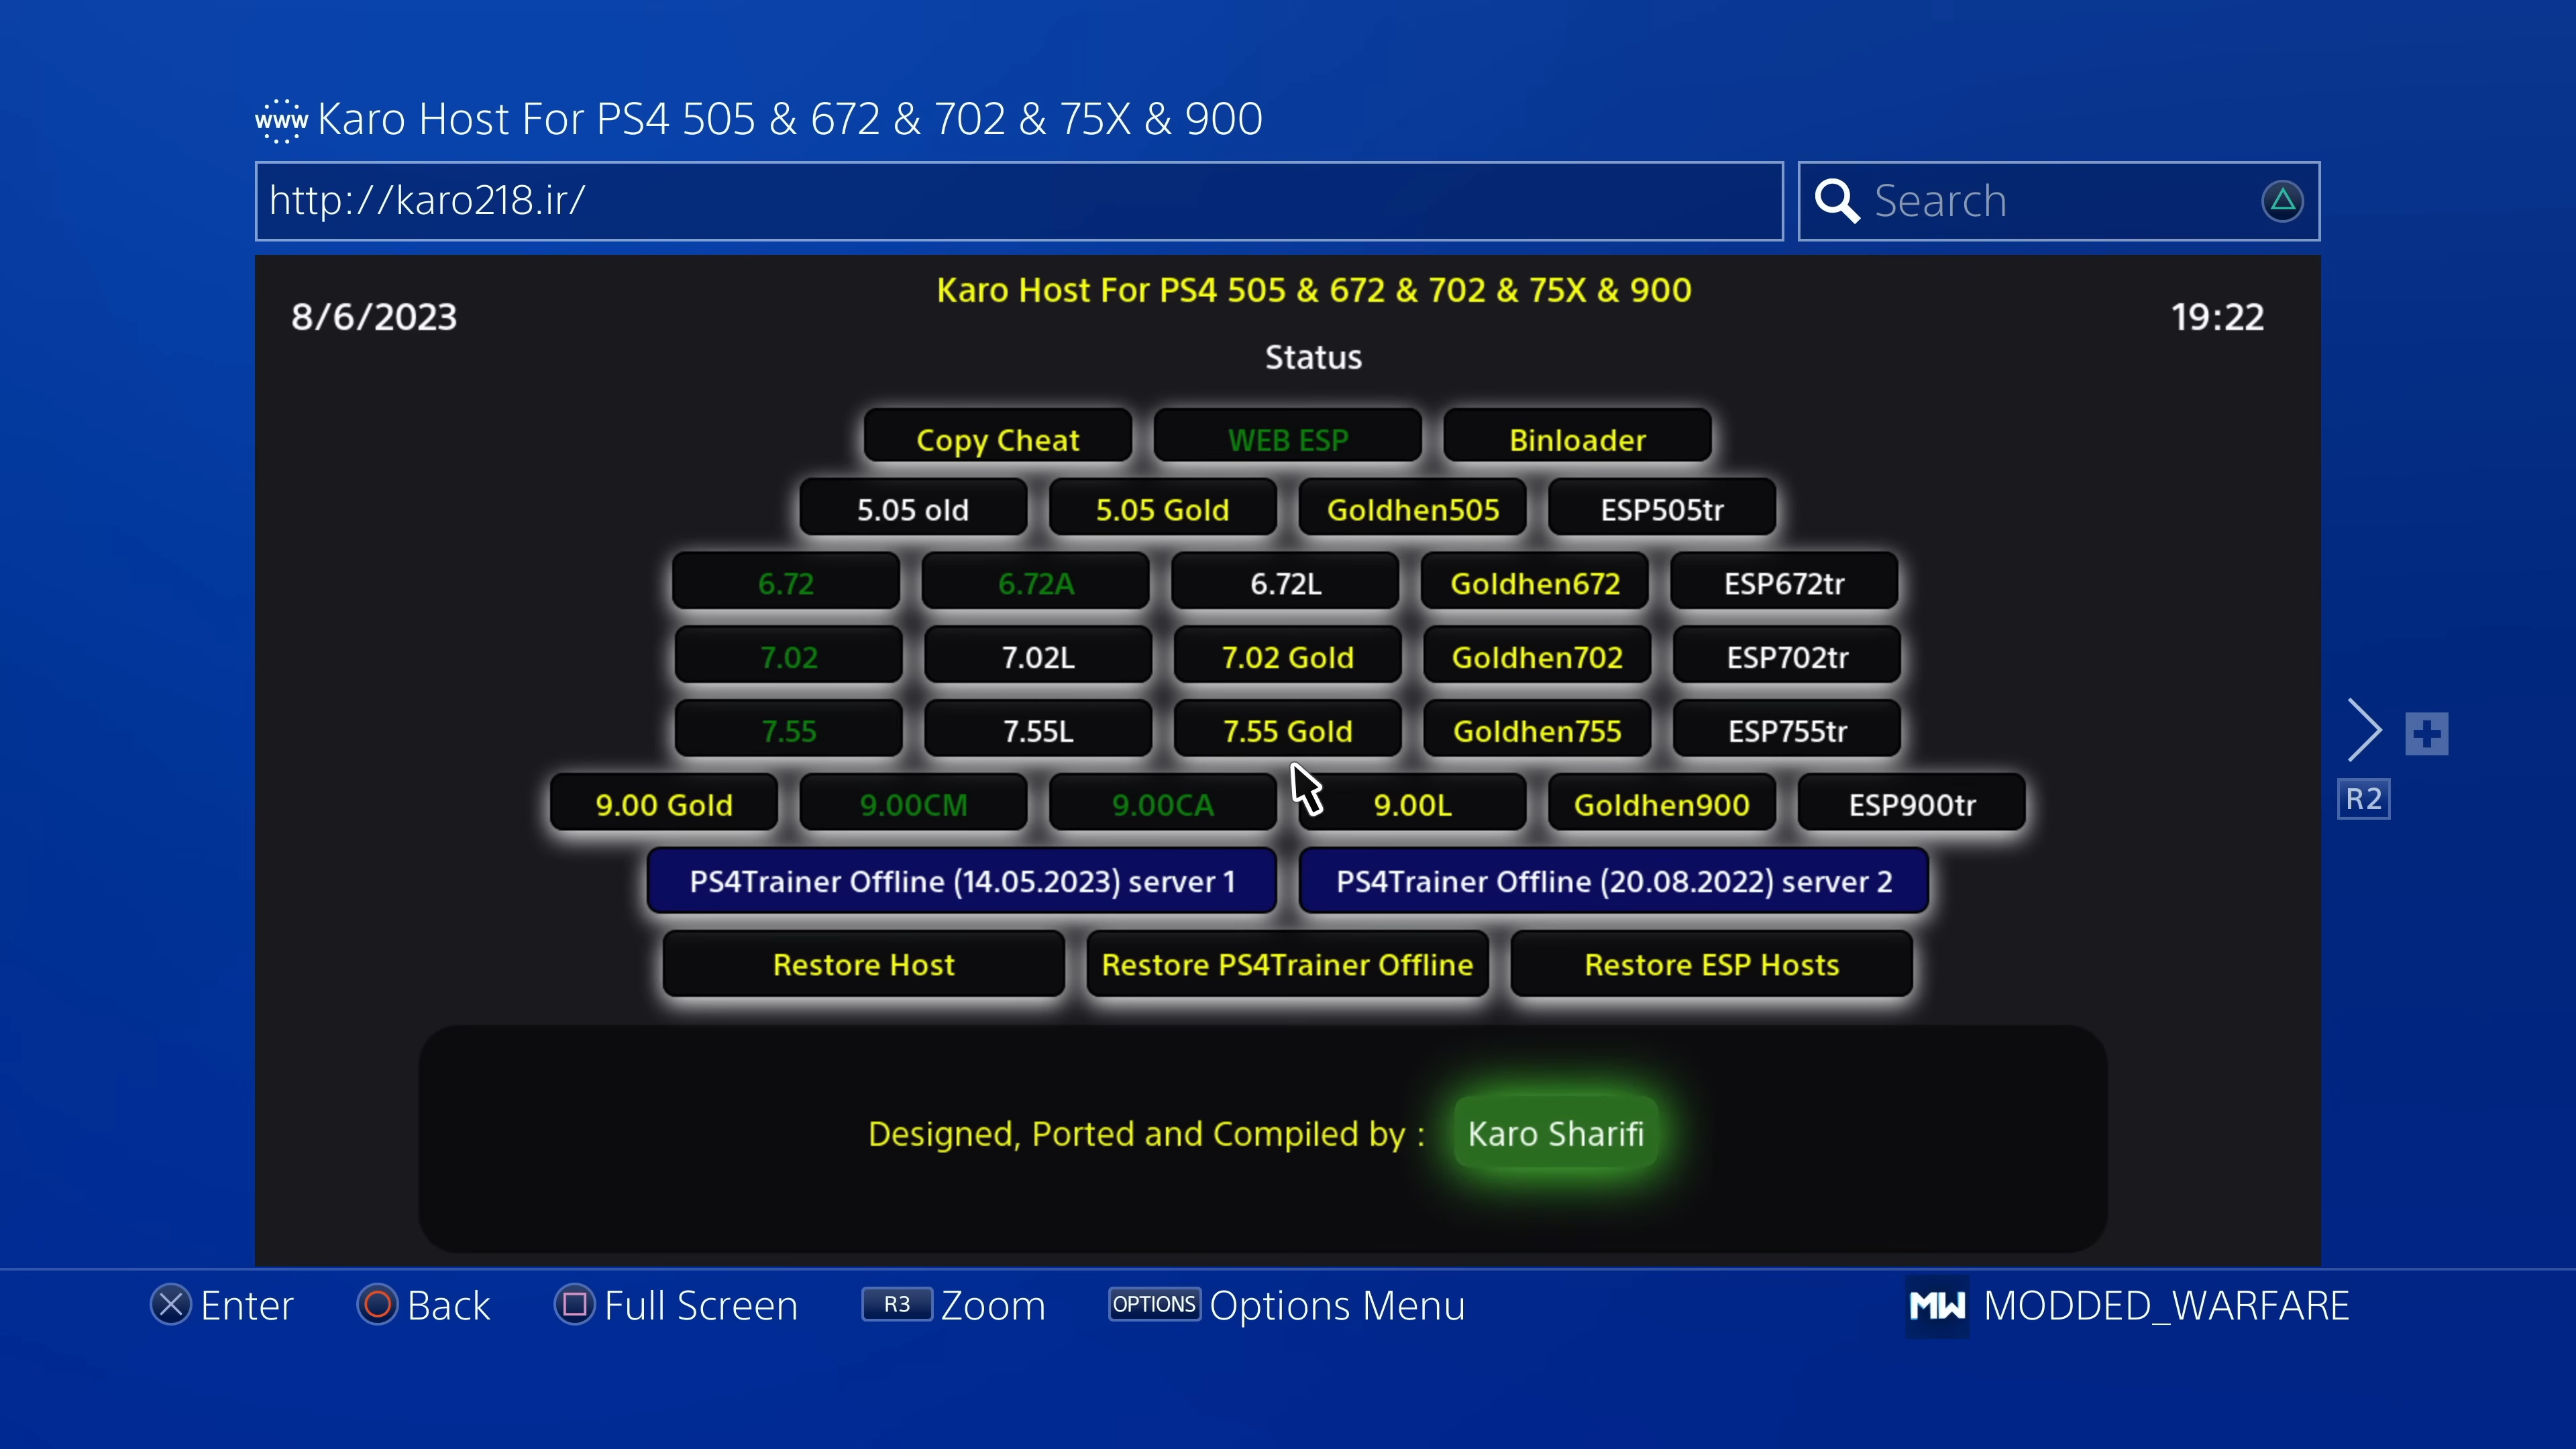 www Karo Host For PS4 505 & 672 & 702 & 75X & 900
http://karo218.ir/ Search
Karo Host For PS4 505 & 672 & 702 & 75X & 900
8/6/2023 19:22
Status
Copy Cheat WEB ESP Binloader
5.05 old 5.05 Gold Goldhen505 ESP505tr
6.72 6.72A 6.72L Goldhen672 ESP672tr
7.02 7.02L 7.02 Gold Goldhen702 ESP702tr
7.55 7.55L 7.55 Gold Goldhen755 ESP755tr
9.00 Gold 9.00CM 9.00CA 9.00L Goldhen900 ESP900tr
R2
PS4Trainer Offline (14.05.2023) server 1 PS4Trainer Offline (20.08.2022) server 2
Restore Host Restore PS4Trainer Offline Restore ESP Hosts
Designed, Ported and Compiled by : Karo Sharifi
Enter Back Full Screen R3 Zoom OPTIONS Options Menu MW MODDED_WARFARE